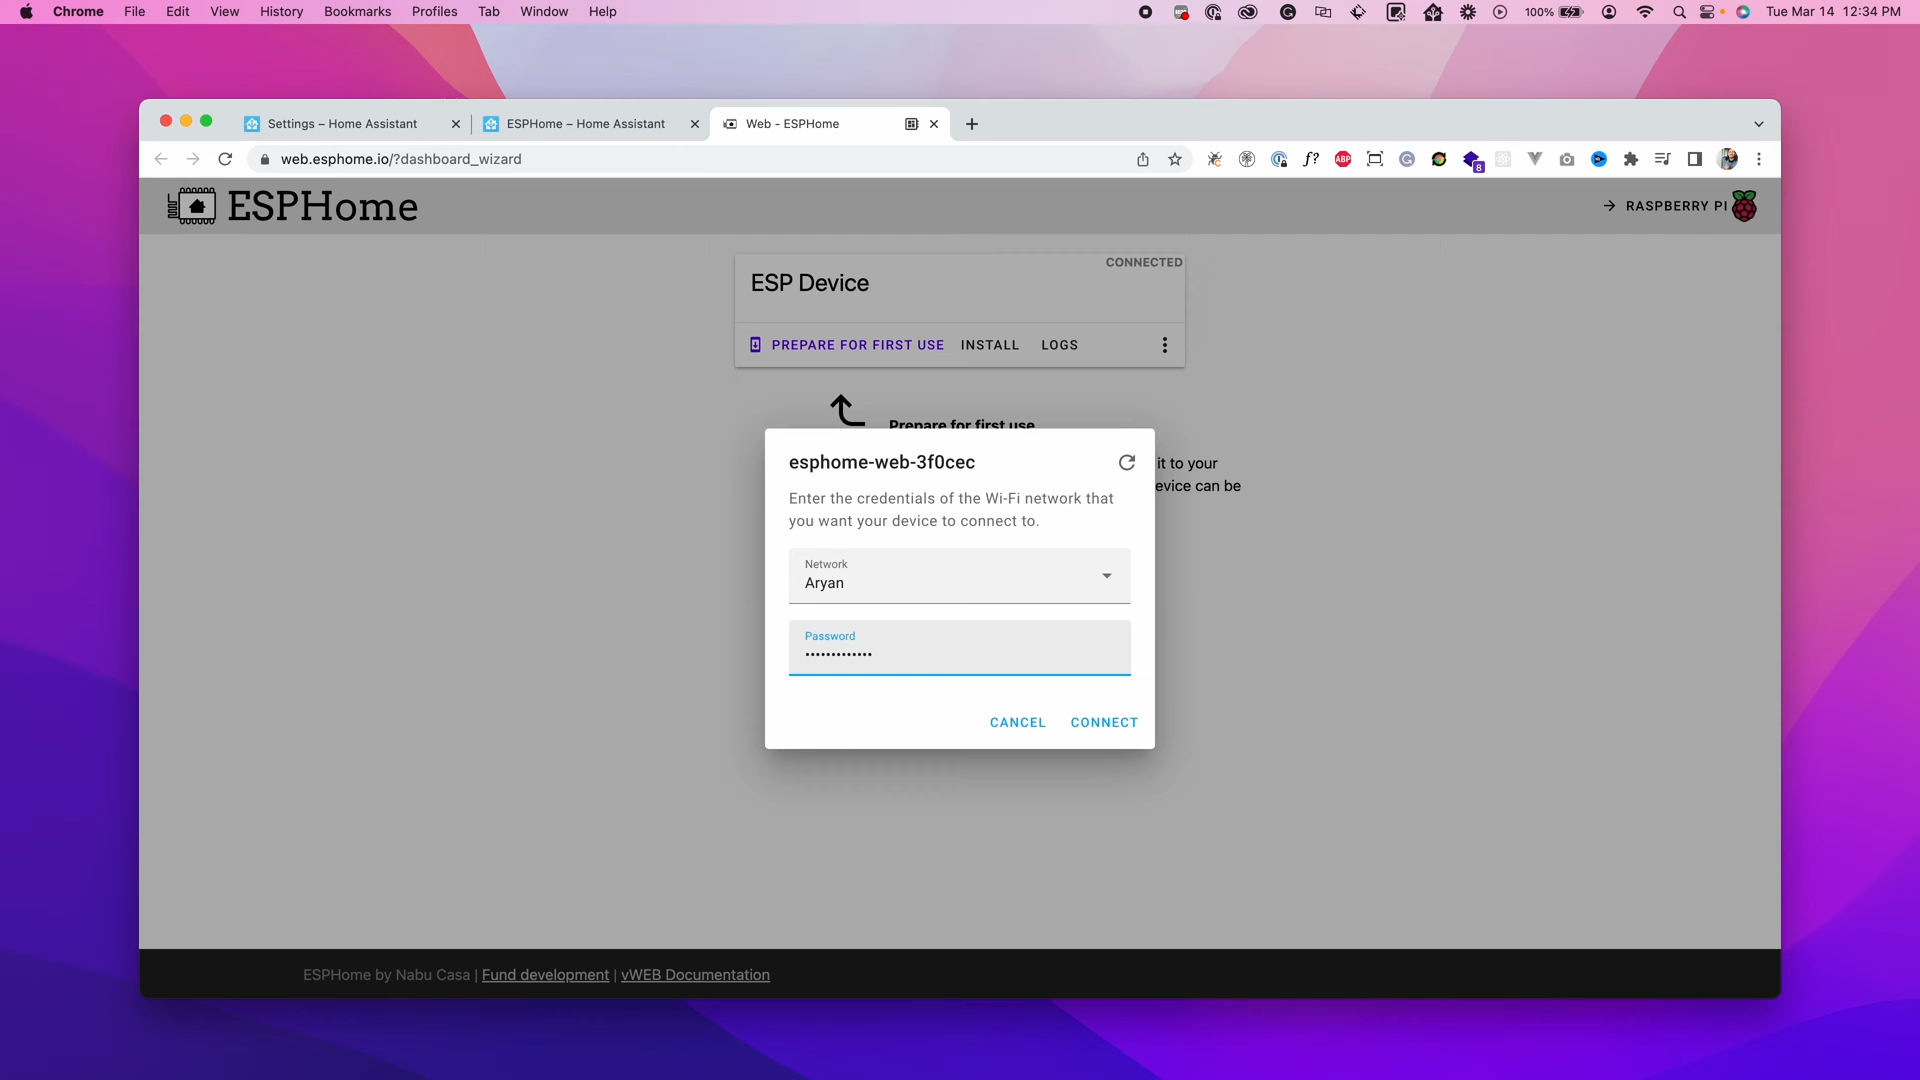 Chrome File Edit View History Bookmarks Profiles Tab Window Help 100% Tue Mar 14 12:34 PM
Settings – Home Assistant ESPHome – Home Assistant Web - ESPHome
web.esphome.io/?dashboard_wizard f? ABP 8
ESPHome RASPBERRY PI
CONNECTED
ESP Device
PREPARE FOR FIRST USE INSTALL LOGS
Prepare for first use
esphome-web-3f0cec
it to your
evice can be
Enter the credentials of the Wi-Fi network that
you want your device to connect to.
Network
Aryan
Password
•••••••••••••
CANCEL CONNECT
ESPHome by Nabu Casa | Fund development | vWEB Documentation